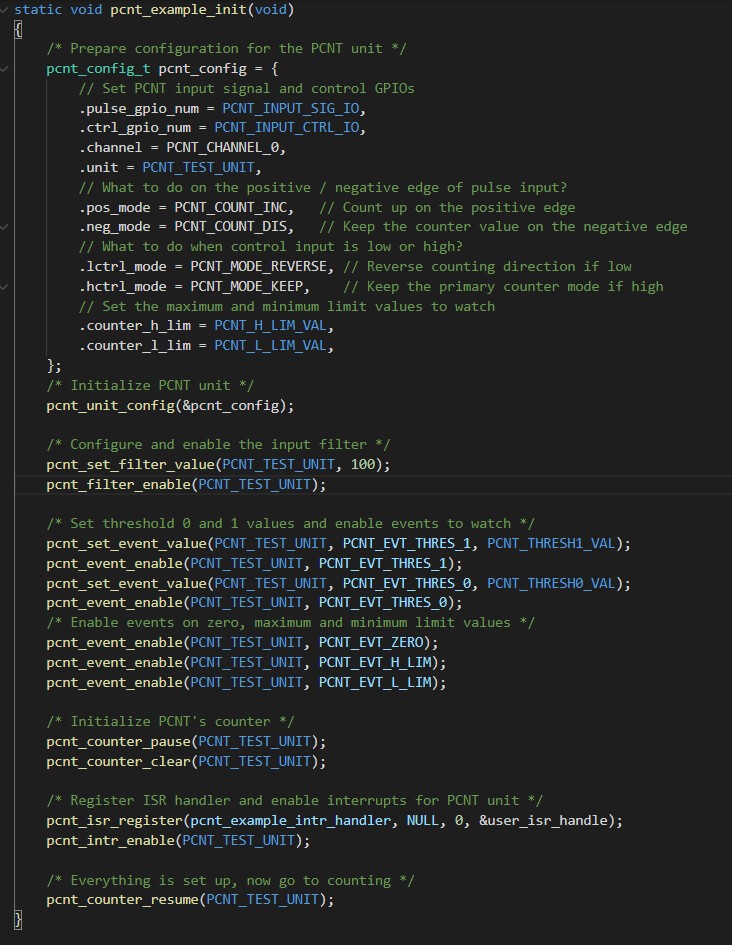 static void pcnt_example_init(void)
{
    /* Prepare configuration for the PCNT unit */
    pcnt_config_t pcnt_config = {
        // Set PCNT input signal and control GPIOs
        .pulse_gpio_num = PCNT_INPUT_SIG_IO,
        .ctrl_gpio_num = PCNT_INPUT_CTRL_IO,
        .channel = PCNT_CHANNEL_0,
        .unit = PCNT_TEST_UNIT,
        // What to do on the positive / negative edge of pulse input?
        .pos_mode = PCNT_COUNT_INC,   // Count up on the positive edge
        .neg_mode = PCNT_COUNT_DIS,   // Keep the counter value on the negative edge
        // What to do when control input is low or high?
        .lctrl_mode = PCNT_MODE_REVERSE, // Reverse counting direction if low
        .hctrl_mode = PCNT_MODE_KEEP,    // Keep the primary counter mode if high
        // Set the maximum and minimum limit values to watch
        .counter_h_lim = PCNT_H_LIM_VAL,
        .counter_l_lim = PCNT_L_LIM_VAL,
    };
    /* Initialize PCNT unit */
    pcnt_unit_config(&pcnt_config);

    /* Configure and enable the input filter */
    pcnt_set_filter_value(PCNT_TEST_UNIT, 100);
    pcnt_filter_enable(PCNT_TEST_UNIT);

    /* Set threshold 0 and 1 values and enable events to watch */
    pcnt_set_event_value(PCNT_TEST_UNIT, PCNT_EVT_THRES_1, PCNT_THRESH1_VAL);
    pcnt_event_enable(PCNT_TEST_UNIT, PCNT_EVT_THRES_1);
    pcnt_set_event_value(PCNT_TEST_UNIT, PCNT_EVT_THRES_0, PCNT_THRESH0_VAL);
    pcnt_event_enable(PCNT_TEST_UNIT, PCNT_EVT_THRES_0);
    /* Enable events on zero, maximum and minimum limit values */
    pcnt_event_enable(PCNT_TEST_UNIT, PCNT_EVT_ZERO);
    pcnt_event_enable(PCNT_TEST_UNIT, PCNT_EVT_H_LIM);
    pcnt_event_enable(PCNT_TEST_UNIT, PCNT_EVT_L_LIM);

    /* Initialize PCNT's counter */
    pcnt_counter_pause(PCNT_TEST_UNIT);
    pcnt_counter_clear(PCNT_TEST_UNIT);

    /* Register ISR handler and enable interrupts for PCNT unit */
    pcnt_isr_register(pcnt_example_intr_handler, NULL, 0, &user_isr_handle);
    pcnt_intr_enable(PCNT_TEST_UNIT);

    /* Everything is set up, now go to counting */
    pcnt_counter_resume(PCNT_TEST_UNIT);
}